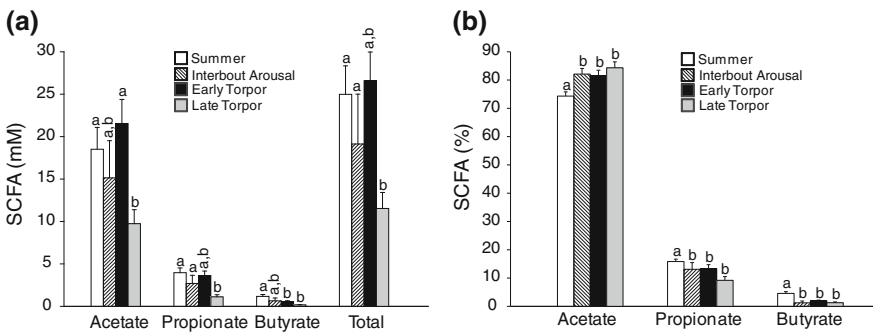 (a)
SCFA (mM)
30
25
20
15
10
5
0
Summer
Interbout Arousal
Early Torpor
Late Torpor
a a,b a b
a a a,b b
a a,b b b
a a a,b b
Acetate Propionate Butyrate Total
(b)
SCFA (%)
90
80
70
60
50
40
30
20
10
0
Summer
Interbout Arousal
Early Torpor
Late Torpor
a b b b
a b b b
a b b b
Acetate Propionate Butyrate